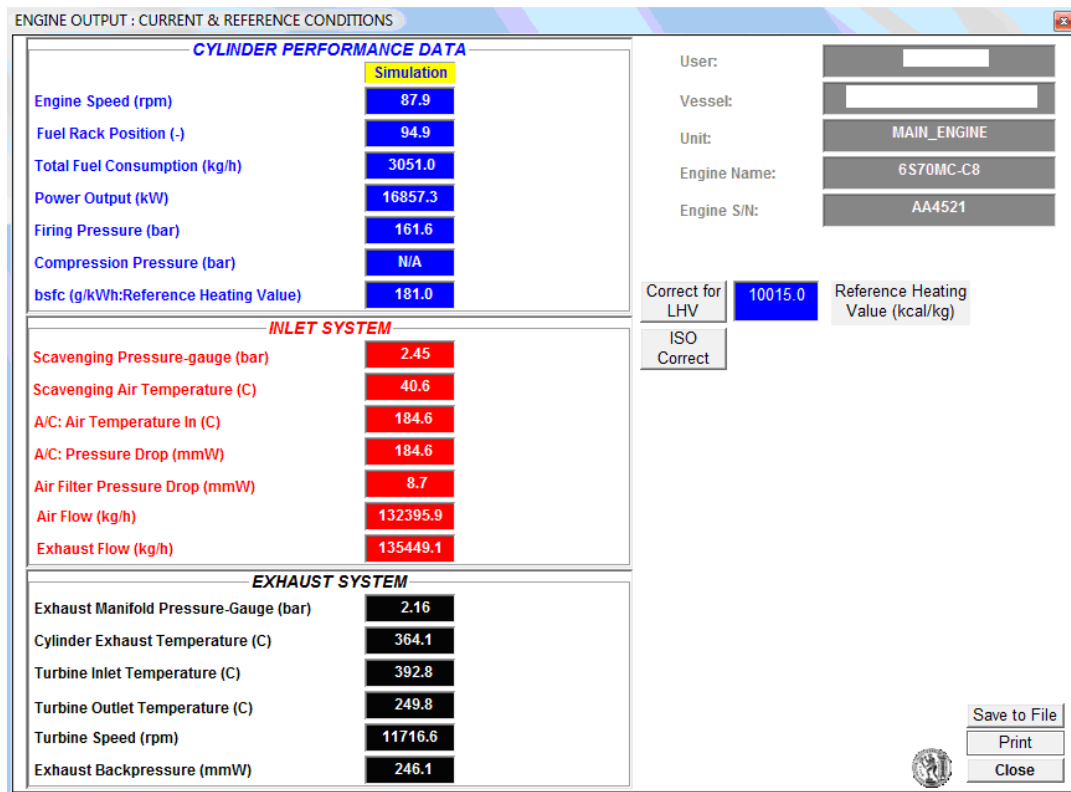 ENGINE OUTPUT : CURRENT & REFERENCE CONDITIONS
CYLINDER PERFORMANCE DATA
Simulation
Engine Speed (rpm) 87.9
Fuel Rack Position (-) 94.9
Total Fuel Consumption (kg/h) 3051.0
Power Output (kW) 16857.3
Firing Pressure (bar) 161.6
Compression Pressure (bar) N/A
bsfc (g/kWh:Reference Heating Value) 181.0
INLET SYSTEM
Scavenging Pressure-gauge (bar) 2.45
Scavenging Air Temperature (C) 40.6
A/C: Air Temperature In (C) 184.6
A/C: Pressure Drop (mmW) 184.6
Air Filter Pressure Drop (mmW) 8.7
Air Flow (kg/h) 132395.9
Exhaust Flow (kg/h) 135449.1
EXHAUST SYSTEM
Exhaust Manifold Pressure-Gauge (bar) 2.16
Cylinder Exhaust Temperature (C) 364.1
Turbine Inlet Temperature (C) 392.8
Turbine Outlet Temperature (C) 249.8
Turbine Speed (rpm) 11716.6
Exhaust Backpressure (mmW) 246.1
User:
Vessel:
Unit: MAIN_ENGINE
Engine Name: 6S70MC-C8
Engine S/N: AA4521
Correct for
LHV
10015.0
Reference Heating
Value (kcal/kg)
ISO
Correct
Save to File
Print
Close